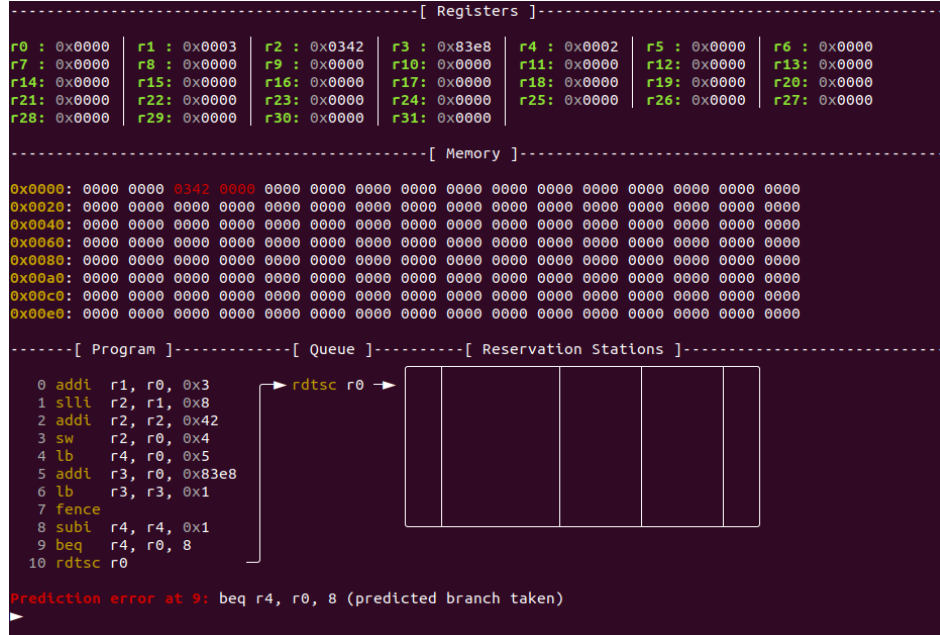 [ Registers ]
r0 : 0x0000 r1 : 0x0003 r2 : 0x0342 r3 : 0x83e8 r4 : 0x0002 r5 : 0x0000 r6 : 0x0000
r7 : 0x0000 r8 : 0x0000 r9 : 0x0000 r10: 0x0000 r11: 0x0000 r12: 0x0000 r13: 0x0000
r14: 0x0000 r15: 0x0000 r16: 0x0000 r17: 0x0000 r18: 0x0000 r19: 0x0000 r20: 0x0000
r21: 0x0000 r22: 0x0000 r23: 0x0000 r24: 0x0000 r25: 0x0000 r26: 0x0000 r27: 0x0000
r28: 0x0000 r29: 0x0000 r30: 0x0000 r31: 0x0000
[ Memory ]
0x0000: 0000 0000 0342 0000 0000 0000 0000 0000 0000 0000 0000 0000 0000 0000 0000 0000
0x0020: 0000 0000 0000 0000 0000 0000 0000 0000 0000 0000 0000 0000 0000 0000 0000 0000
0x0040: 0000 0000 0000 0000 0000 0000 0000 0000 0000 0000 0000 0000 0000 0000 0000 0000
0x0060: 0000 0000 0000 0000 0000 0000 0000 0000 0000 0000 0000 0000 0000 0000 0000 0000
0x0080: 0000 0000 0000 0000 0000 0000 0000 0000 0000 0000 0000 0000 0000 0000 0000 0000
0x00a0: 0000 0000 0000 0000 0000 0000 0000 0000 0000 0000 0000 0000 0000 0000 0000 0000
0x00c0: 0000 0000 0000 0000 0000 0000 0000 0000 0000 0000 0000 0000 0000 0000 0000 0000
0x00e0: 0000 0000 0000 0000 0000 0000 0000 0000 0000 0000 0000 0000 0000 0000 0000 0000
[ Program ] [ Queue ] [ Reservation Stations ]
0 addi r1, r0, 0x3 rdtsc r0
1 slli r2, r1, 0x8
2 addi r2, r2, 0x42
3 sw r2, r0, 0x4
4 lb r4, r0, 0x5
5 addi r3, r0, 0x83e8
6 lb r3, r3, 0x1
7 fence
8 subi r4, r4, 0x1
9 beq r4, r0, 8
10 rdtsc r0
Prediction error at 9: beq r4, r0, 8 (predicted branch taken)